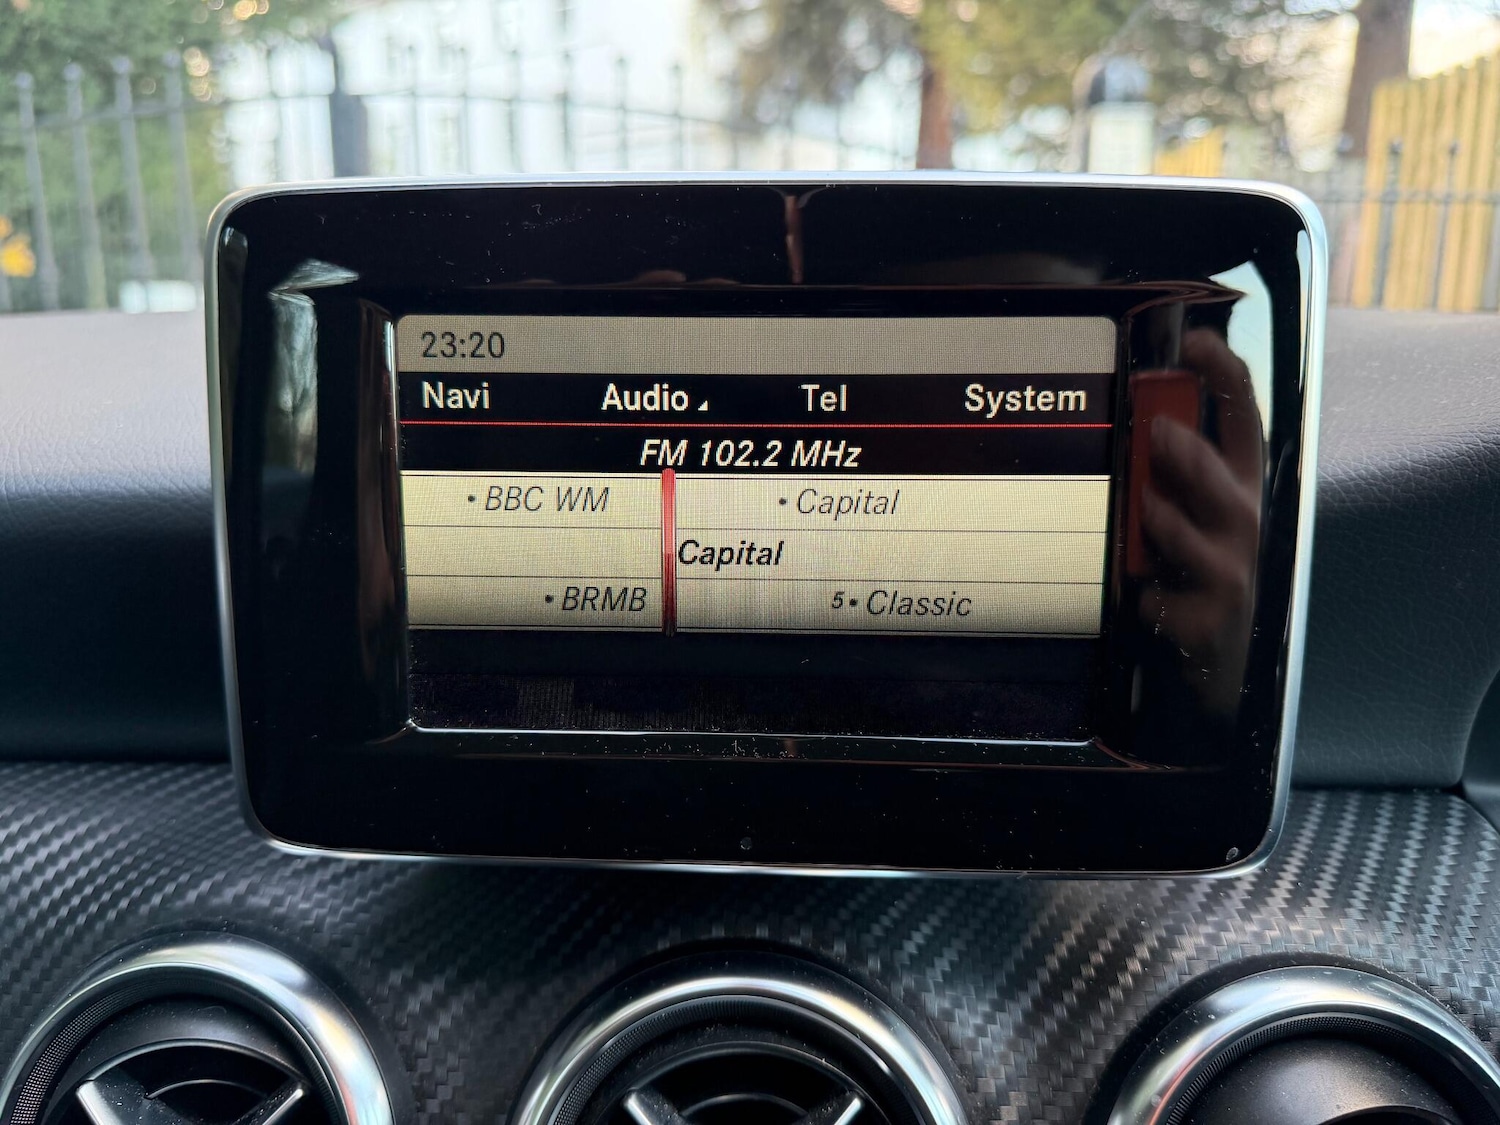 23:20
Navi Audio Tel System
FM 102.2 MHz
• BBC WM • Capital
Capital
• BRMB 5• Classic